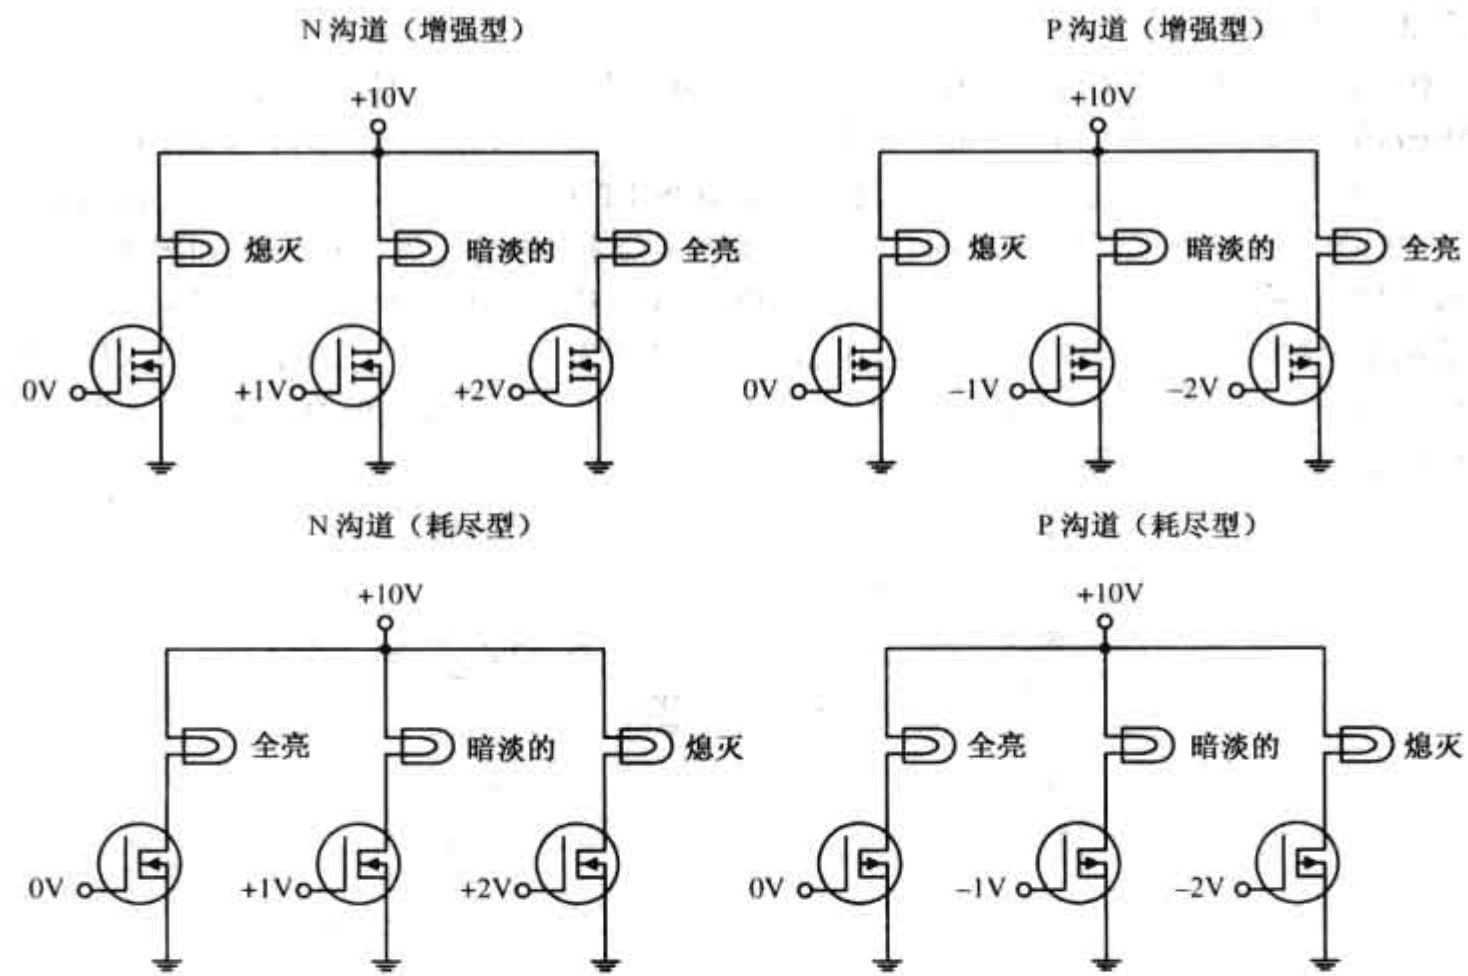 N 沟道（增强型）
P 沟道（增强型）
+10V
+10V
熄灭
暗淡的
全亮
熄灭
暗淡的
全亮
0V
+1V
+2V
0V
–1V
–2V
N 沟道（耗尽型）
P 沟道（耗尽型）
+10V
+10V
全亮
暗淡的
熄灭
全亮
暗淡的
熄灭
0V
+1V
+2V
0V
–1V
–2V